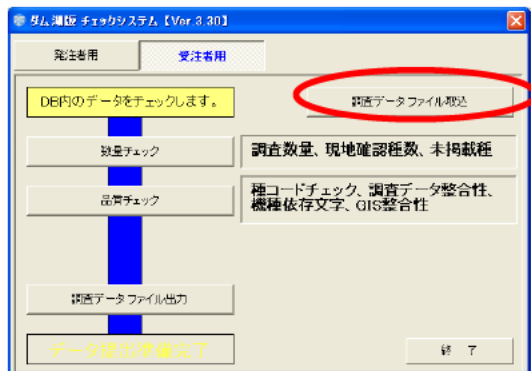 ダム湖版 チェックシステム【Ver 3.30】
発注者用
受注者用
DB内のデータをチェックします。
調査データファイル取込
数量チェック
調査数量、現地確認種数、未掲載種
品質チェック
種コードチェック、調査データ整合性、
機種依存文字、GIS整合性
調査データファイル出力
データ提出準備完了
終 了